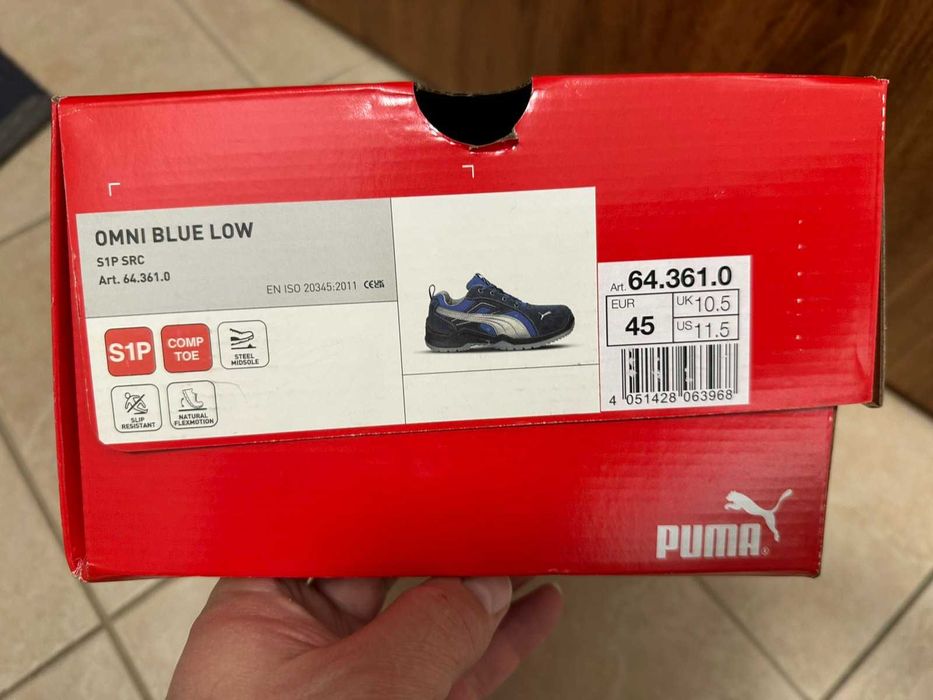 OMNI BLUE LOW
S1P SRC
Art. 64.361.0
EN ISO 20345:2011 CE UKCA
S1P
COMP
TOE
STEEL
MIDSOLE
SLIP
RESISTANT
NATURAL
FLEXMOTION
Art. 64.361.0
EUR
45
UK 10.5
US 11.5
4 051428 063968
PUMA®